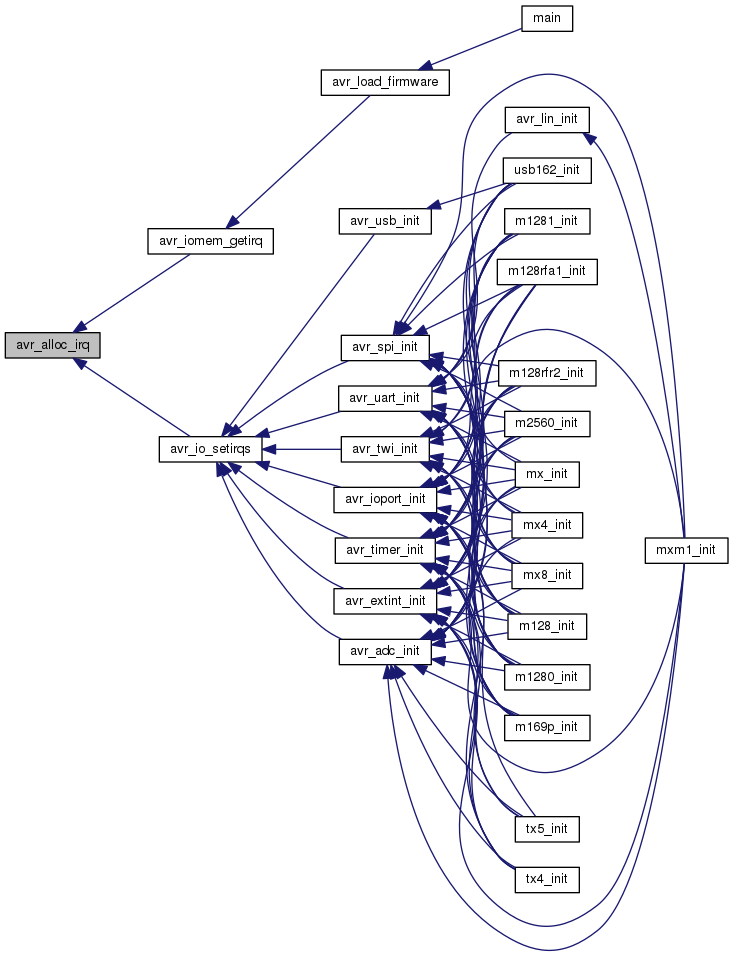 main
avr_load_firmware
avr_lin_init
usb162_init
avr_usb_init
m1281_init
avr_iomem_getirq
m128rfa1_init
avr_alloc_irq
avr_spi_init
m128rfr2_init
avr_uart_init
m2560_init
avr_io_setirqs
avr_twi_init
mx_init
avr_ioport_init
mx4_init
avr_timer_init
mxm1_init
mx8_init
avr_extint_init
m128_init
avr_adc_init
m1280_init
m169p_init
tx5_init
tx4_init